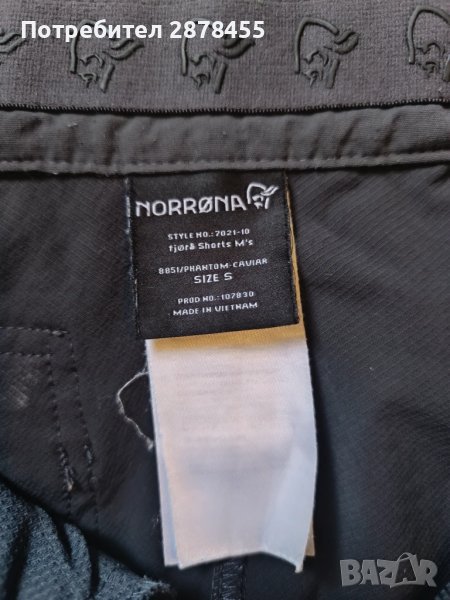 Потребител 2878455
NORRØNA
STYLE NO.: 7021-10
fjørå Shorts M's
8851/PHANTOM-CAVIAR
SIZE S
PROD NO.: 107830
MADE IN VIETNAM
BAZAR